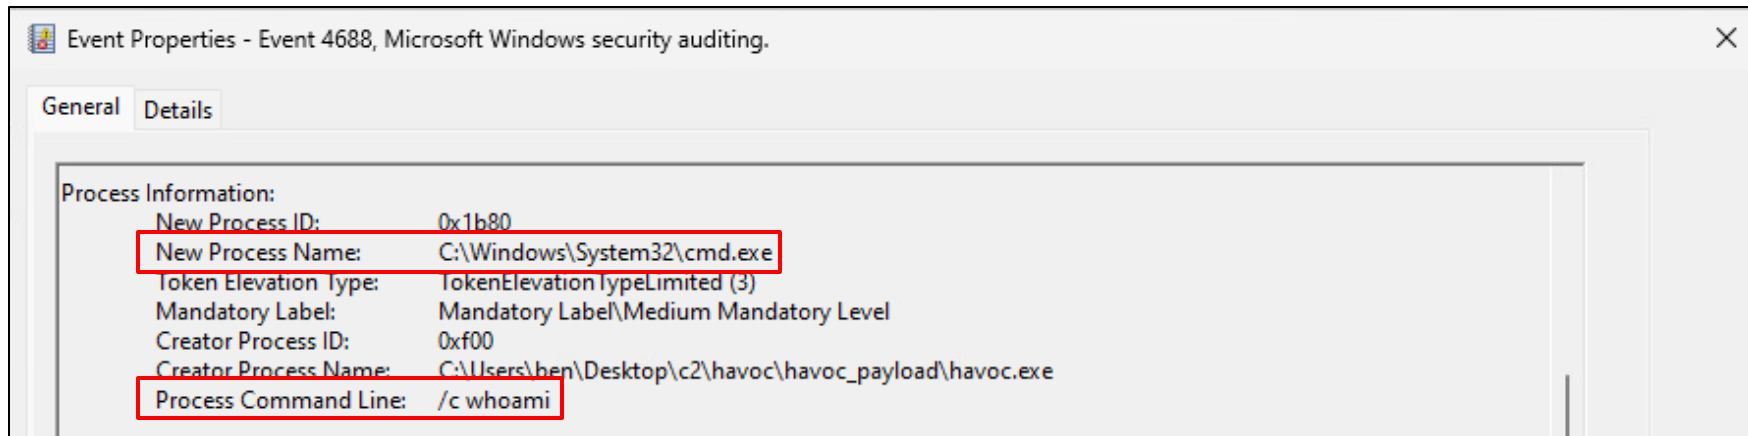 Event Properties - Event 4688, Microsoft Windows security auditing.
General Details
Process Information:
New Process ID: 0x1b80
New Process Name: C:\Windows\System32\cmd.exe
Token Elevation Type: TokenElevationTypeLimited (3)
Mandatory Label: Mandatory Label\Medium Mandatory Level
Creator Process ID: 0xf00
Creator Process Name: C:\Users\ben\Desktop\c2\havoc\havoc_payload\havoc.exe
Process Command Line: /c whoami